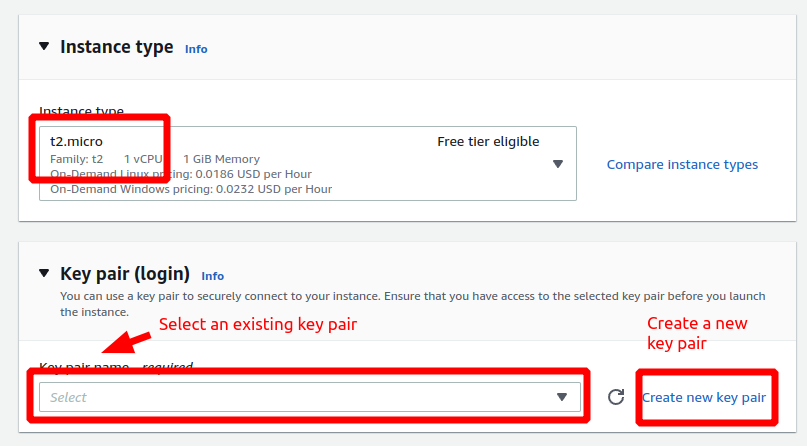 Instance type Info
Instance type
t2.micro Free tier eligible
Family: t2 1 vCPU 1 GiB Memory
On-Demand Linux pricing: 0.0186 USD per Hour
On-Demand Windows pricing: 0.0232 USD per Hour
Compare instance types
Key pair (login) Info
You can use a key pair to securely connect to your instance. Ensure that you have access to the selected key pair before you launch
the instance.
Select an existing key pair
Create a new
key pair
Key pair name - required
Select
Create new key pair